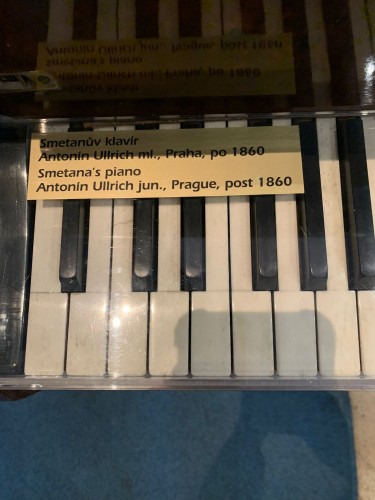 Smetanův klavír
Antonín Ullrich ml., Praha, po 1860
Smetana's piano
Antonín Ullrich jun., Prague, post 1860